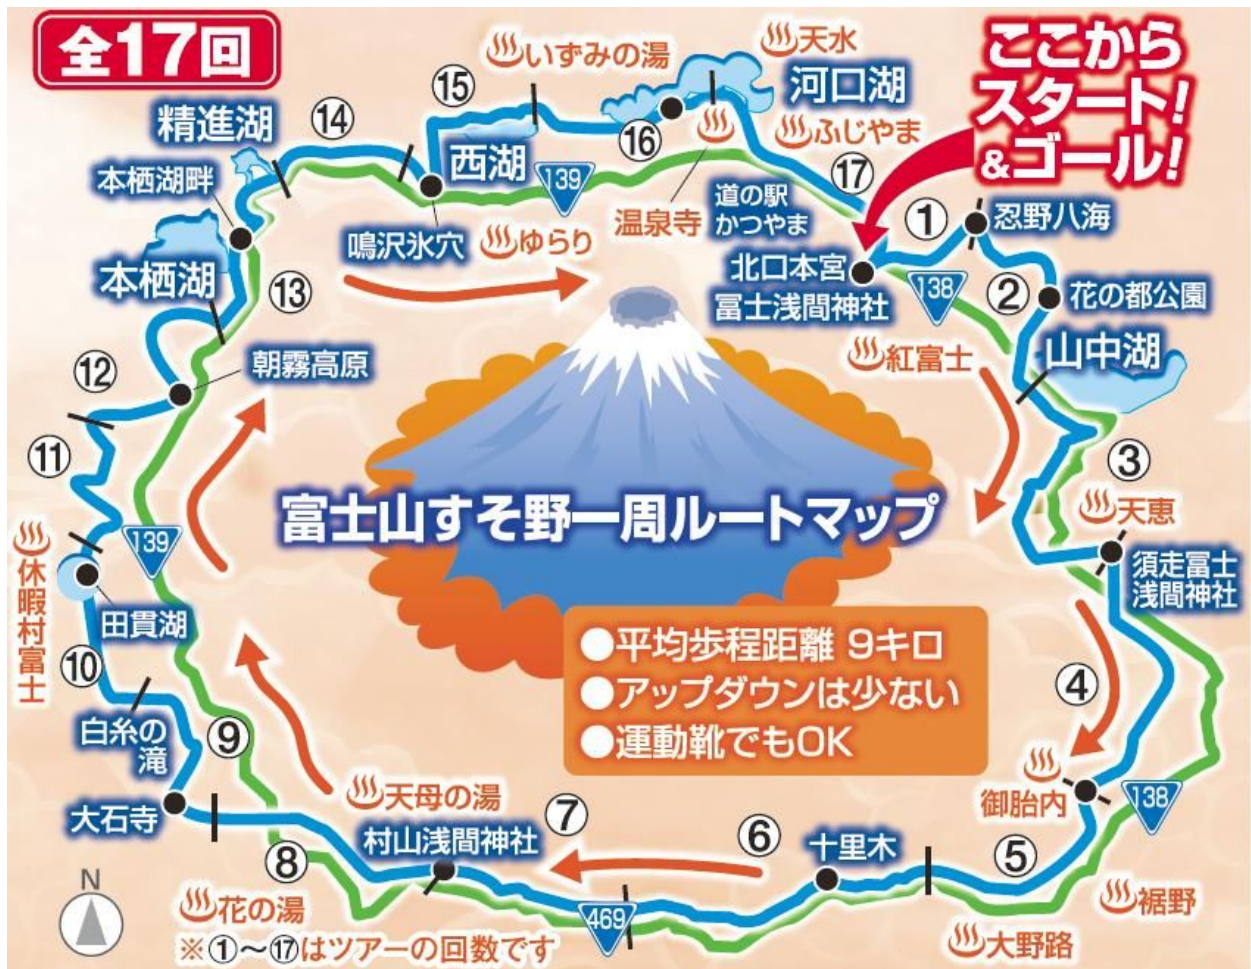 全17回
ここから
スタート!
&ゴール!
いずみの湯
天水
河口湖
ふじやま
精進湖
⑭
⑮
⑯
⑰
西湖
139
本栖湖畔
鳴沢氷穴
ゆらり
温泉寺
道の駅
かつやま
①
忍野八海
北口本宮
冨士浅間神社
138
②
花の都公園
本栖湖
⑬
紅富士
山中湖
⑫
朝霧高原
⑪
③
天恵
富士山すそ野一周ルートマップ
139
休暇村富士
須走冨士
浅間神社
田貫湖
●平均歩程距離 9キロ
●アップダウンは少ない
●運動靴でもOK
⑩
④
白糸の
滝
⑨
御胎内
138
大石寺
天母の湯
村山浅間神社
⑦
⑥
十里木
⑤
⑧
裾野
469
大野路
N
花の湯
※①~⑰はツアーの回数です